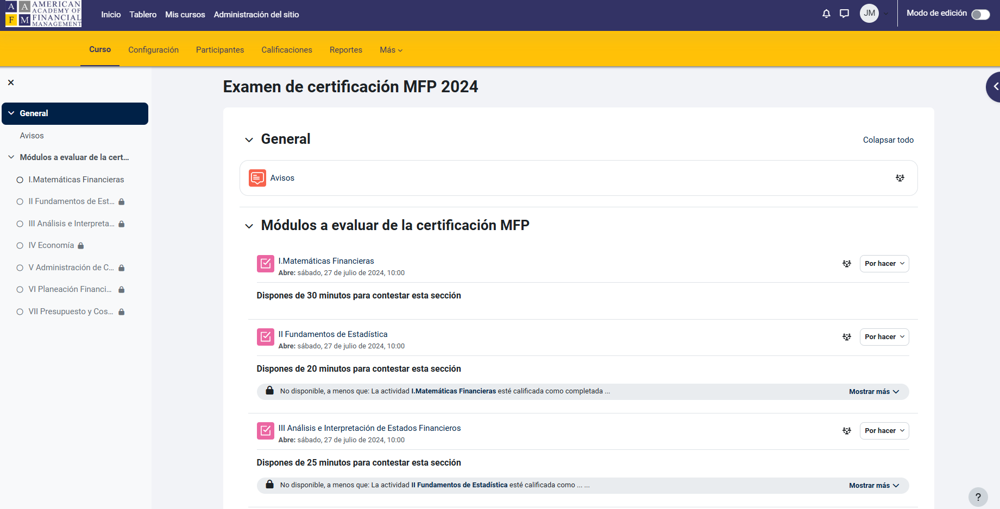 AMERICAN
ACADEMY OF
FINANCIAL
MANAGEMENT
A A
F M
Inicio Tablero Mis cursos Administración del sitio
JM
Modo de edición
Curso Configuración Participantes Calificaciones Reportes Más
General
Avisos
Módulos a evaluar de la cert...
I.Matemáticas Financieras
II Fundamentos de Est...
III Análisis e Interpreta...
IV Economía
V Administración de C...
VI Planeación Financi...
VII Presupuesto y Cos...
Examen de certificación MFP 2024
General
Colapsar todo
Avisos
Módulos a evaluar de la certificación MFP
I.Matemáticas Financieras
Abre: sábado, 27 de julio de 2024, 10:00
Por hacer
Dispones de 30 minutos para contestar esta sección
II Fundamentos de Estadística
Abre: sábado, 27 de julio de 2024, 10:00
Por hacer
Dispones de 20 minutos para contestar esta sección
No disponible, a menos que: La actividad I.Matemáticas Financieras esté calificada como completada ...
Mostrar más
III Análisis e Interpretación de Estados Financieros
Abre: sábado, 27 de julio de 2024, 10:00
Por hacer
Dispones de 25 minutos para contestar esta sección
No disponible, a menos que: La actividad II Fundamentos de Estadística esté calificada como ... ...
Mostrar más
?